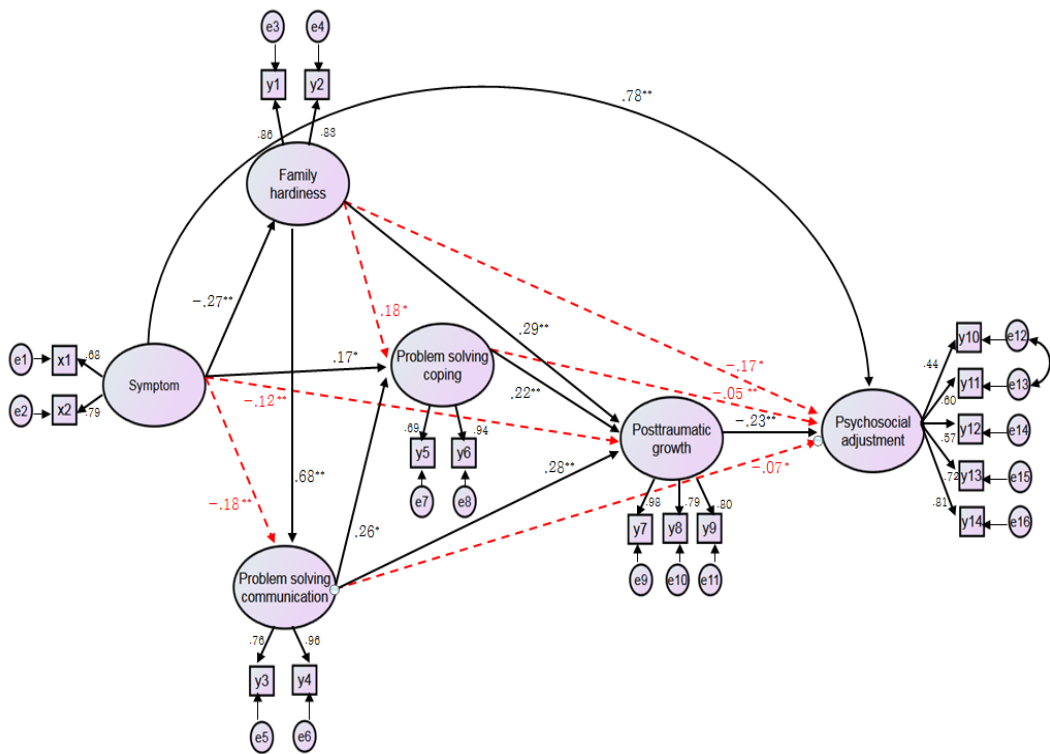 e3
e4
y1
y2
.86
.88
.78**
Family
hardiness
-.27**
.18*
.29**
e1
x1
.68
Symptom
e2
x2
.79
.17*
Problem solving
coping
-.12**
.22**
-.17*
-.05**
y10
e12
.44
y11
e13
.60
y12
e14
.57
y13
e15
.72
y14
e16
.81
Psychosocial
adjustment
-.23**
Posttraumatic
growth
.68**
.69
.94
y5
y6
e7
e8
.28**
-.07*
-.18**
.26*
.98
.79
.80
y7
y8
y9
e9
e10
e11
Problem solving
communication
.76
.96
y3
y4
e5
e6